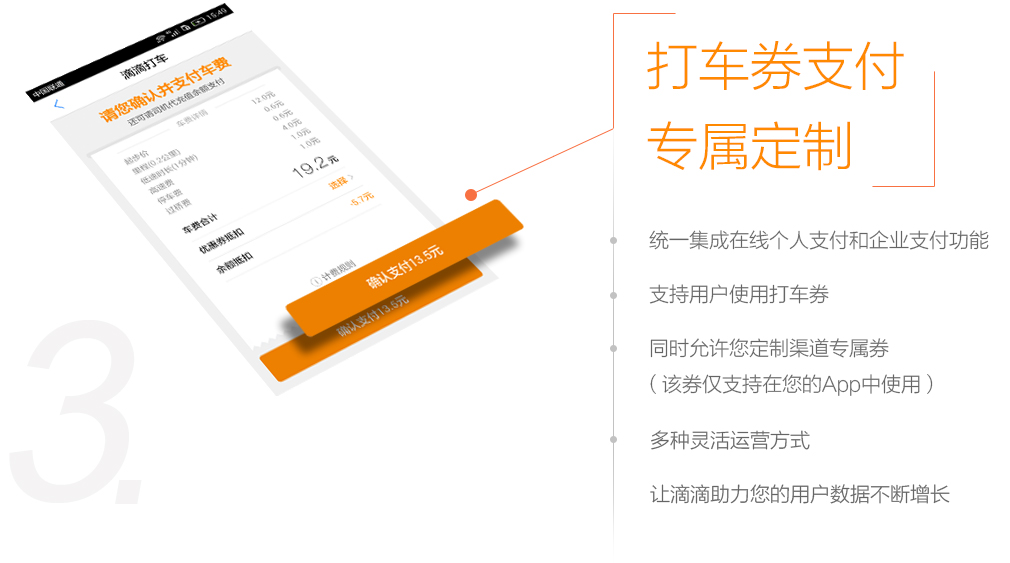 中国联通
15:49
滴滴打车
请您确认并支付车费
还可请司机代充值余额支付
车费详情
起步价 12.0元
里程(0.2公里) 0.6元
低速时长(1分钟) 0.6元
高速费 4.0元
停车费 1.0元
过桥费 1.0元
车费合计 19.2元
优惠券抵扣 选择
余额抵扣 -5.7元
计费规则
确认支付13.5元
确认支付13.5元
3.
打车券支付
专属定制
统一集成在线个人支付和企业支付功能
支持用户使用打车券
同时允许您定制渠道专属券
（该券仅支持在您的App中使用）
多种灵活运营方式
让滴滴助力您的用户数据不断增长